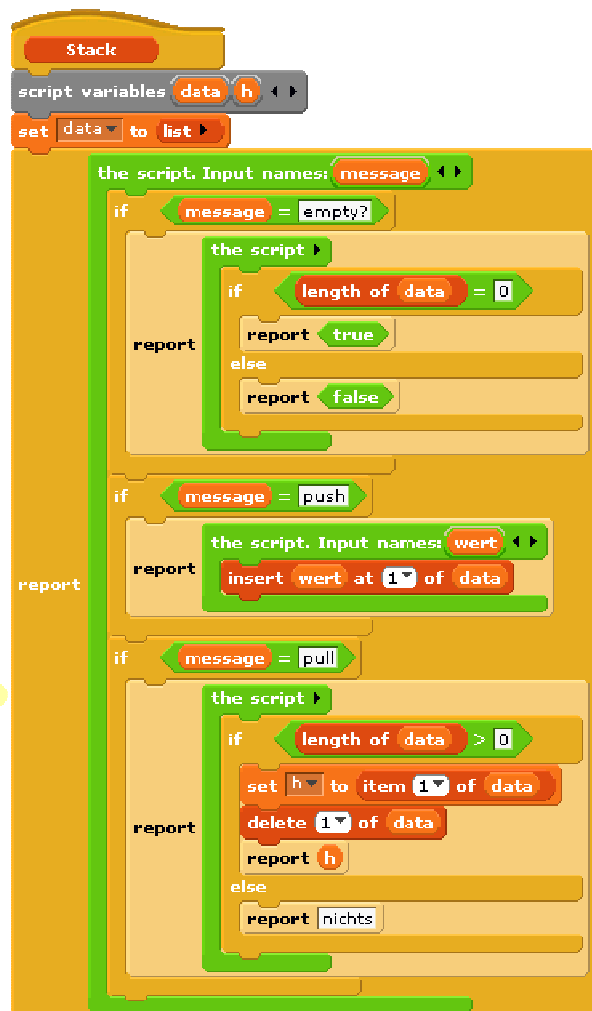 Stack
script variables data h
set data to list
the script. Input names: message
if message = empty?
the script
if length of data = 0
report true
report
else
report false
if message = push
the script. Input names: wert
report
insert wert at 1 of data
report
if message = pull
the script
if length of data > 0
set h to item 1 of data
delete 1 of data
report
report h
else
report nichts